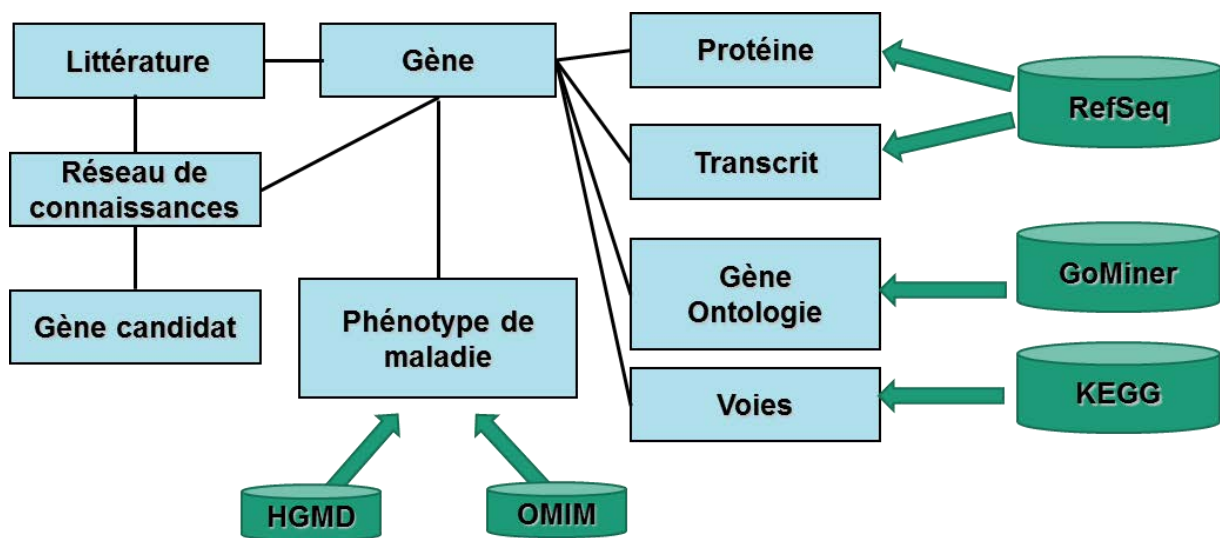 Littérature
Gène
Protéine
RefSeq
Transcrit
Réseau de
connaissances
Gène
Ontologie
GoMiner
Gène candidat
Phénotype de
maladie
Voies
KEGG
HGMD
OMIM